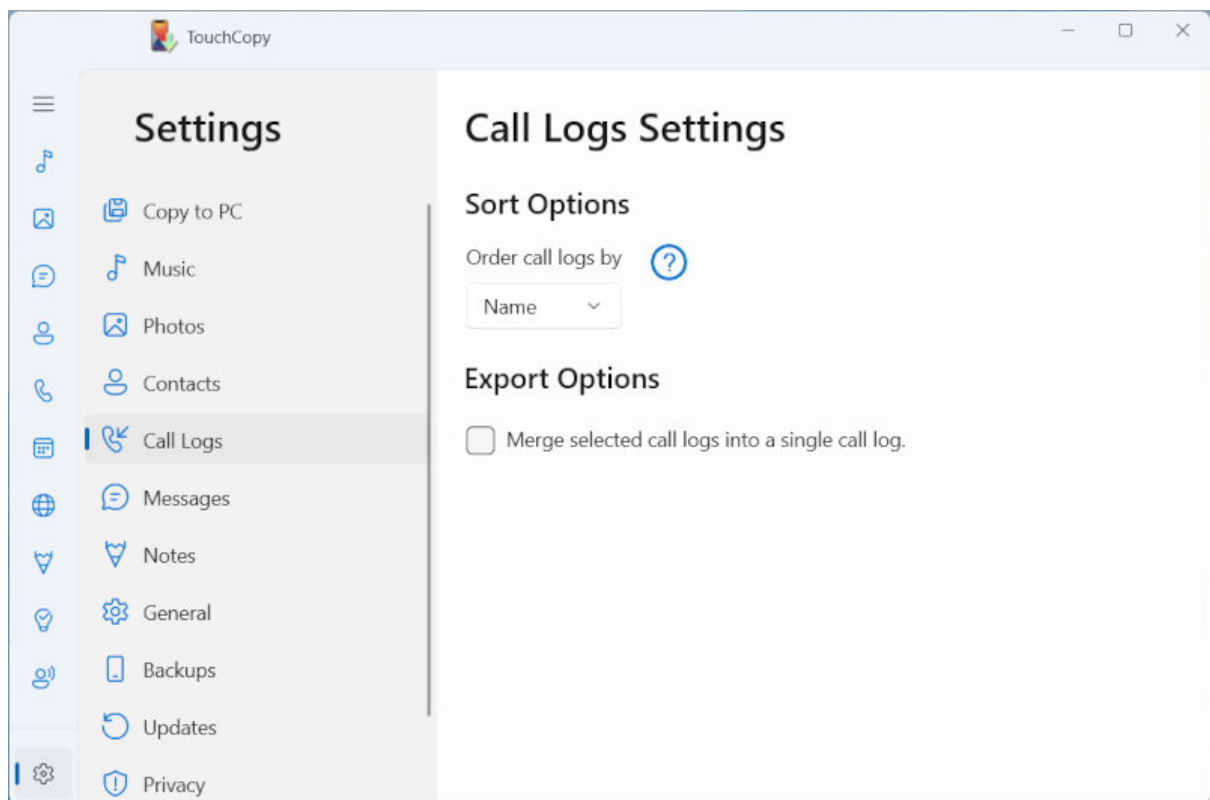 TouchCopy
Settings
Copy to PC
Music
Photos
Contacts
Call Logs
Messages
Notes
General
Backups
Updates
Privacy
Call Logs Settings
Sort Options
Order call logs by
?
Name
Export Options
Merge selected call logs into a single call log.